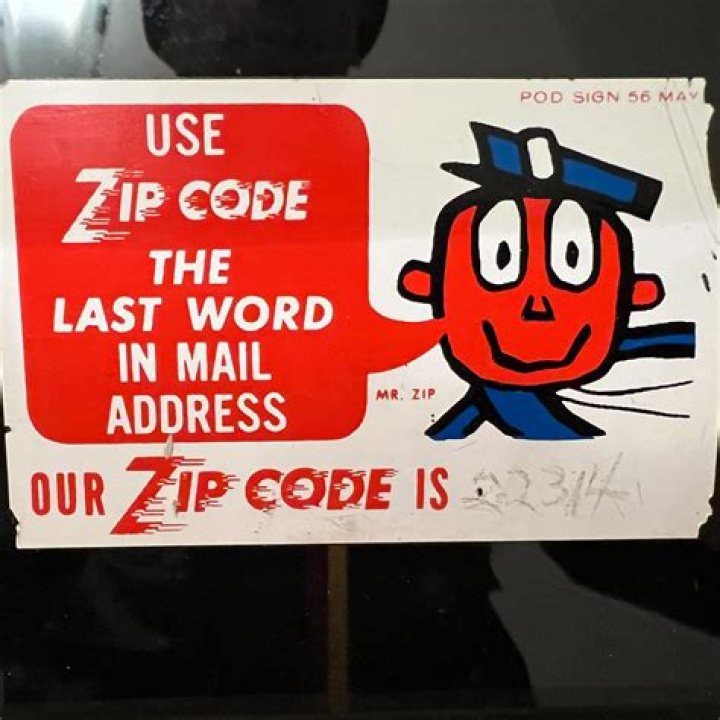 POD SIGN 56 MAY
USE
ZIP CODE
THE
LAST WORD
IN MAIL
ADDRESS
MR. ZIP
OUR ZIP CODE IS 22314